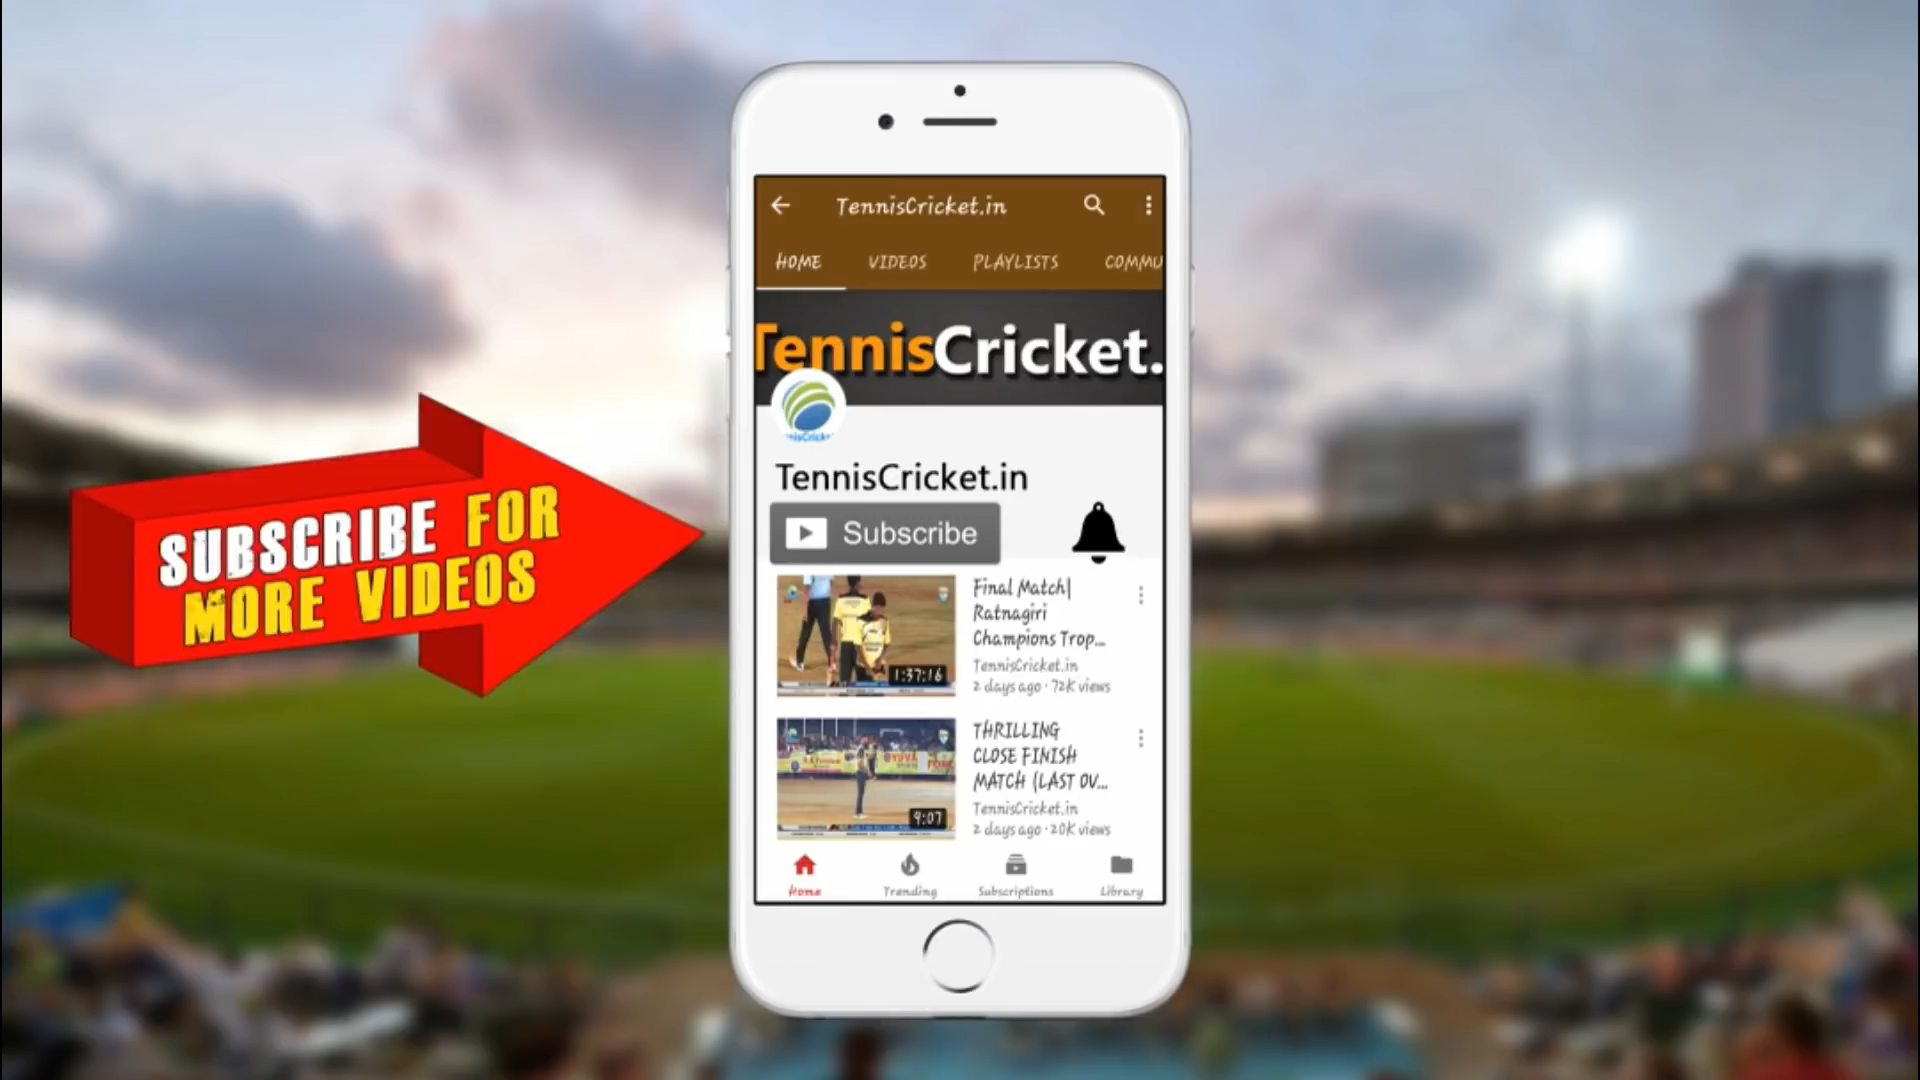 SUBSCRIBE FOR
MORE VIDEOS
TennisCricket.in
HOME VIDEOS PLAYLISTS COMMU
TennisCricket.
TennisCricket.in
Subscribe
Final Match|
Ratnagiri
Champions Trop...
TennisCricket.in
2 days ago · 72K views
1:37:16
THRILLING
CLOSE FINISH
MATCH (LAST OV...
TennisCricket.in
2 days ago · 20K views
9:07
Home Trending Subscriptions Library